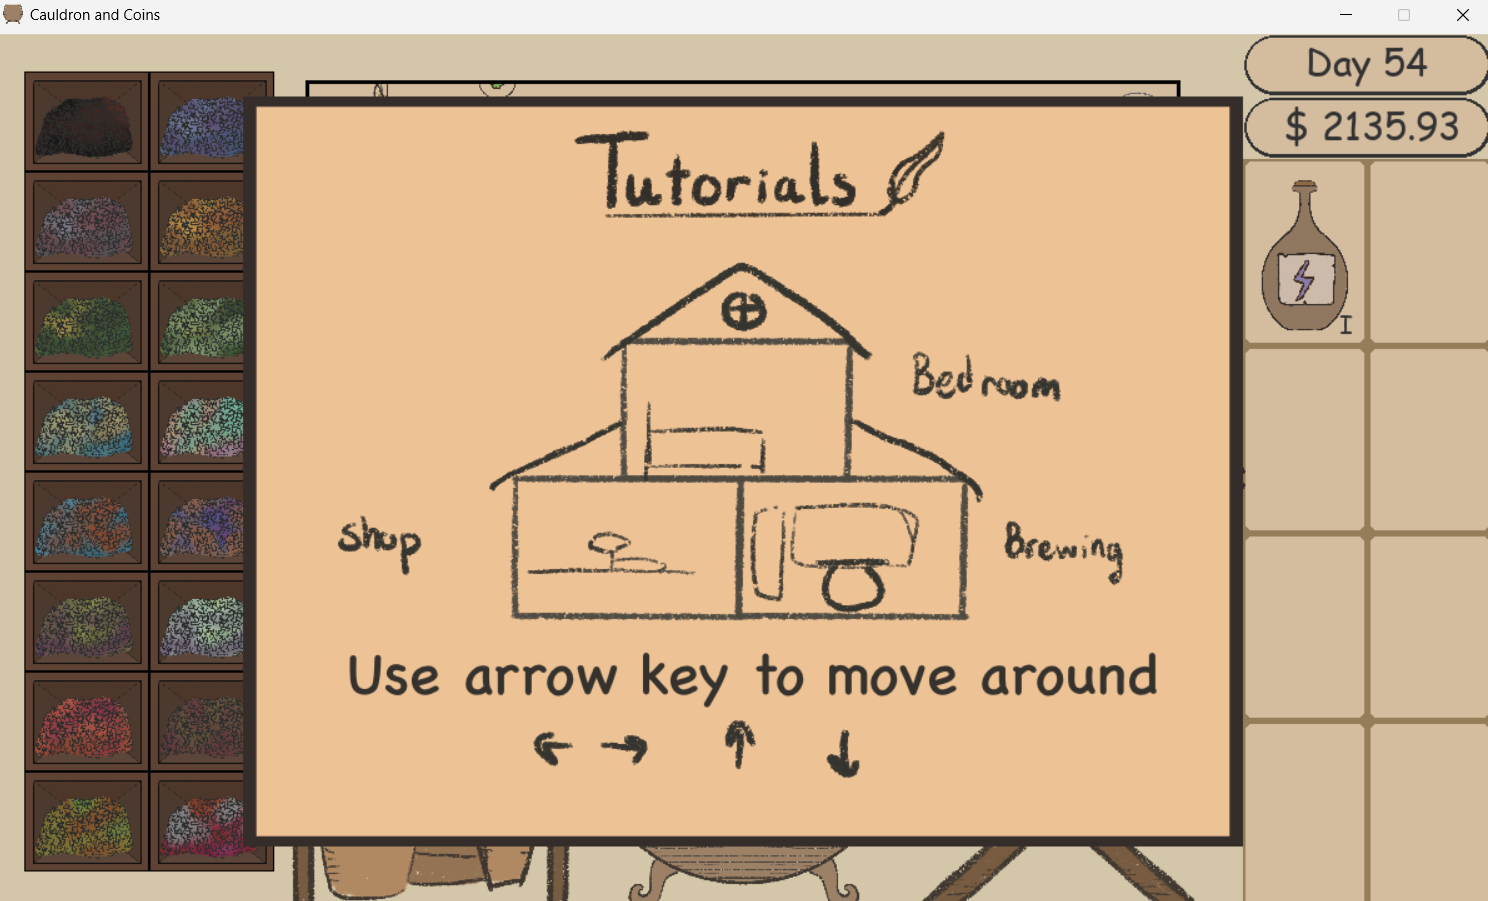 Cauldron and Coins
Day 54
$ 2135.93
Tutorials
I
Bedroom
shop
Brewing
Use arrow key to move around